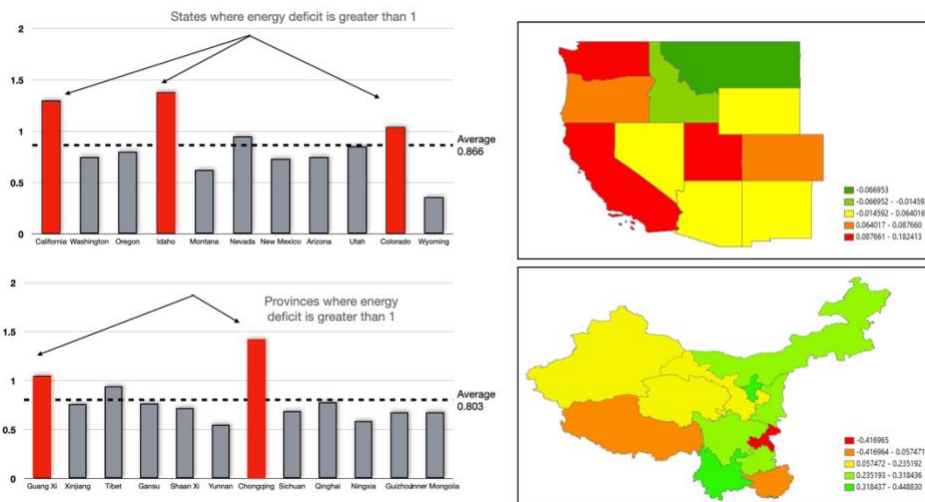 States where energy deficit is greater than 1
2
1.5
1
0.5
0
Average
0.866
California Washington Oregon Idaho Montana Nevada New Mexico Arizona Utah Colorado Wyoming
-0.066953
-0.066952 - -0.01459
-0.014592 - 0.064016
0.064017 - 0.087660
0.087661 - 0.182413
Provinces where energy
deficit is greater than 1
2
1.5
1
0.5
0
Average
0.803
Guang Xi Xinjiang Tibet Gansu Shaan Xi Yunnan Chongqing Sichuan Qinghai Ningxia Guizhou Inner Mongolia
-0.416965
-0.416964 - 0.057471
0.057472 - 0.235192
0.235193 - 0.318436
0.318437 - 0.448830